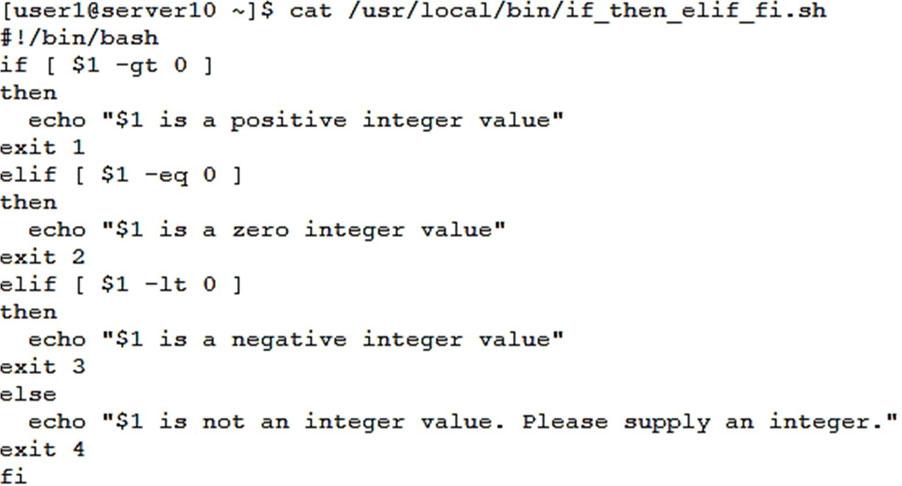 [user1@server10 ~]$ cat /usr/local/bin/if_then_elif_fi.sh
#!/bin/bash
if [ $1 -gt 0 ]
then
  echo "$1 is a positive integer value"
exit 1
elif [ $1 -eq 0 ]
then
  echo "$1 is a zero integer value"
exit 2
elif [ $1 -lt 0 ]
then
  echo "$1 is a negative integer value"
exit 3
else
  echo "$1 is not an integer value. Please supply an integer."
exit 4
fi